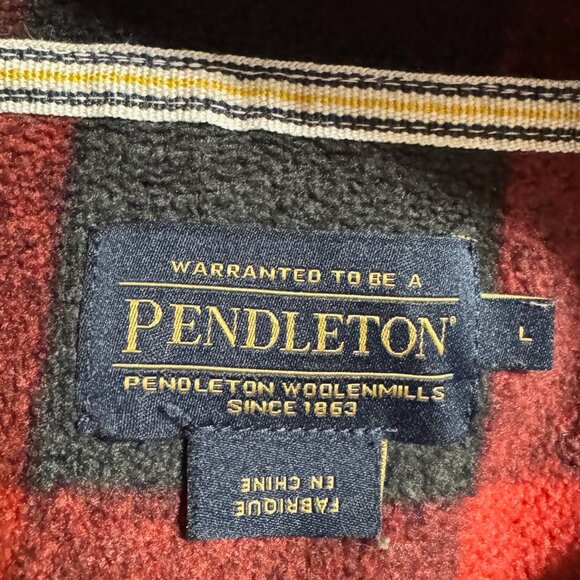 WARRANTED TO BE A
PENDLETON®
PENDLETON WOOLENMILLS
SINCE 1863
L
FABRIQUE
EN CHINE